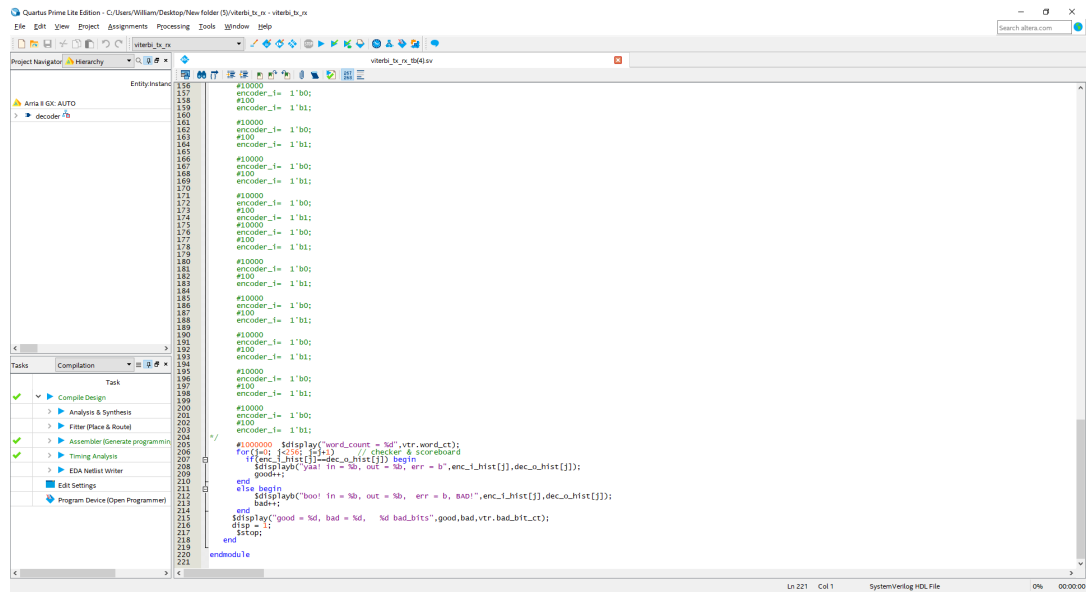 Quartus Prime Lite Edition - C:/Users/William/Desktop/New folder (5)/viterbi_tx_rx - viterbi_tx_rx
File Edit View Project Assignments Processing Tools Window Help
Search altera.com
viterbi_tx_rx
Project Navigator Hierarchy
viterbi_tx_rx_tb(4).sv
Entity:Instanc
Arria II GX: AUTO
decoder
156 #10000
157 encoder_i= 1'b0;
158 #100
159 encoder_i= 1'b1;
160
161 #10000
162 encoder_i= 1'b0;
163 #100
164 encoder_i= 1'b1;
165
166 #10000
167 encoder_i= 1'b0;
168 #100
169 encoder_i= 1'b1;
170
171 #10000
172 encoder_i= 1'b0;
173 #100
174 encoder_i= 1'b1;
175 #10000
176 encoder_i= 1'b0;
177 #100
178 encoder_i= 1'b1;
179
180 #10000
181 encoder_i= 1'b0;
182 #100
183 encoder_i= 1'b1;
184
185 #10000
186 encoder_i= 1'b0;
187 #100
188 encoder_i= 1'b1;
189
190 #10000
191 encoder_i= 1'b0;
192 #100
193 encoder_i= 1'b1;
194
195 #10000
196 encoder_i= 1'b0;
197 #100
198 encoder_i= 1'b1;
199
200 #10000
201 encoder_i= 1'b0;
202 #100
203 encoder_i= 1'b1;
204 */
205 #1000000 $display("word_count = %d",vtr.word_ct);
206 for(j=0; j<256; j=j+1) // checker & scoreboard
207 if(enc_i_hist[j]==dec_o_hist[j]) begin
208 $displayb("yaa! in = %b, out = %b, err = b",enc_i_hist[j],dec_o_hist[j]);
209 good++;
210 end
211 else begin
212 $displayb("boo! in = %b, out = %b, err = b, BAD!",enc_i_hist[j],dec_o_hist[j]);
213 bad++;
214 end
215 $display("good = %d, bad = %d, %d bad_bits",good,bad,vtr.bad_bit_ct);
216 disp = 1;
217 $stop;
218 end
219
220 endmodule
221
Tasks Compilation
Task
Compile Design
Analysis & Synthesis
Fitter (Place & Route)
Assembler (Generate programmin
Timing Analysis
EDA Netlist Writer
Edit Settings
Program Device (Open Programmer)
Ln 221 Col 1 SystemVerilog HDL File 0% 00:00:00